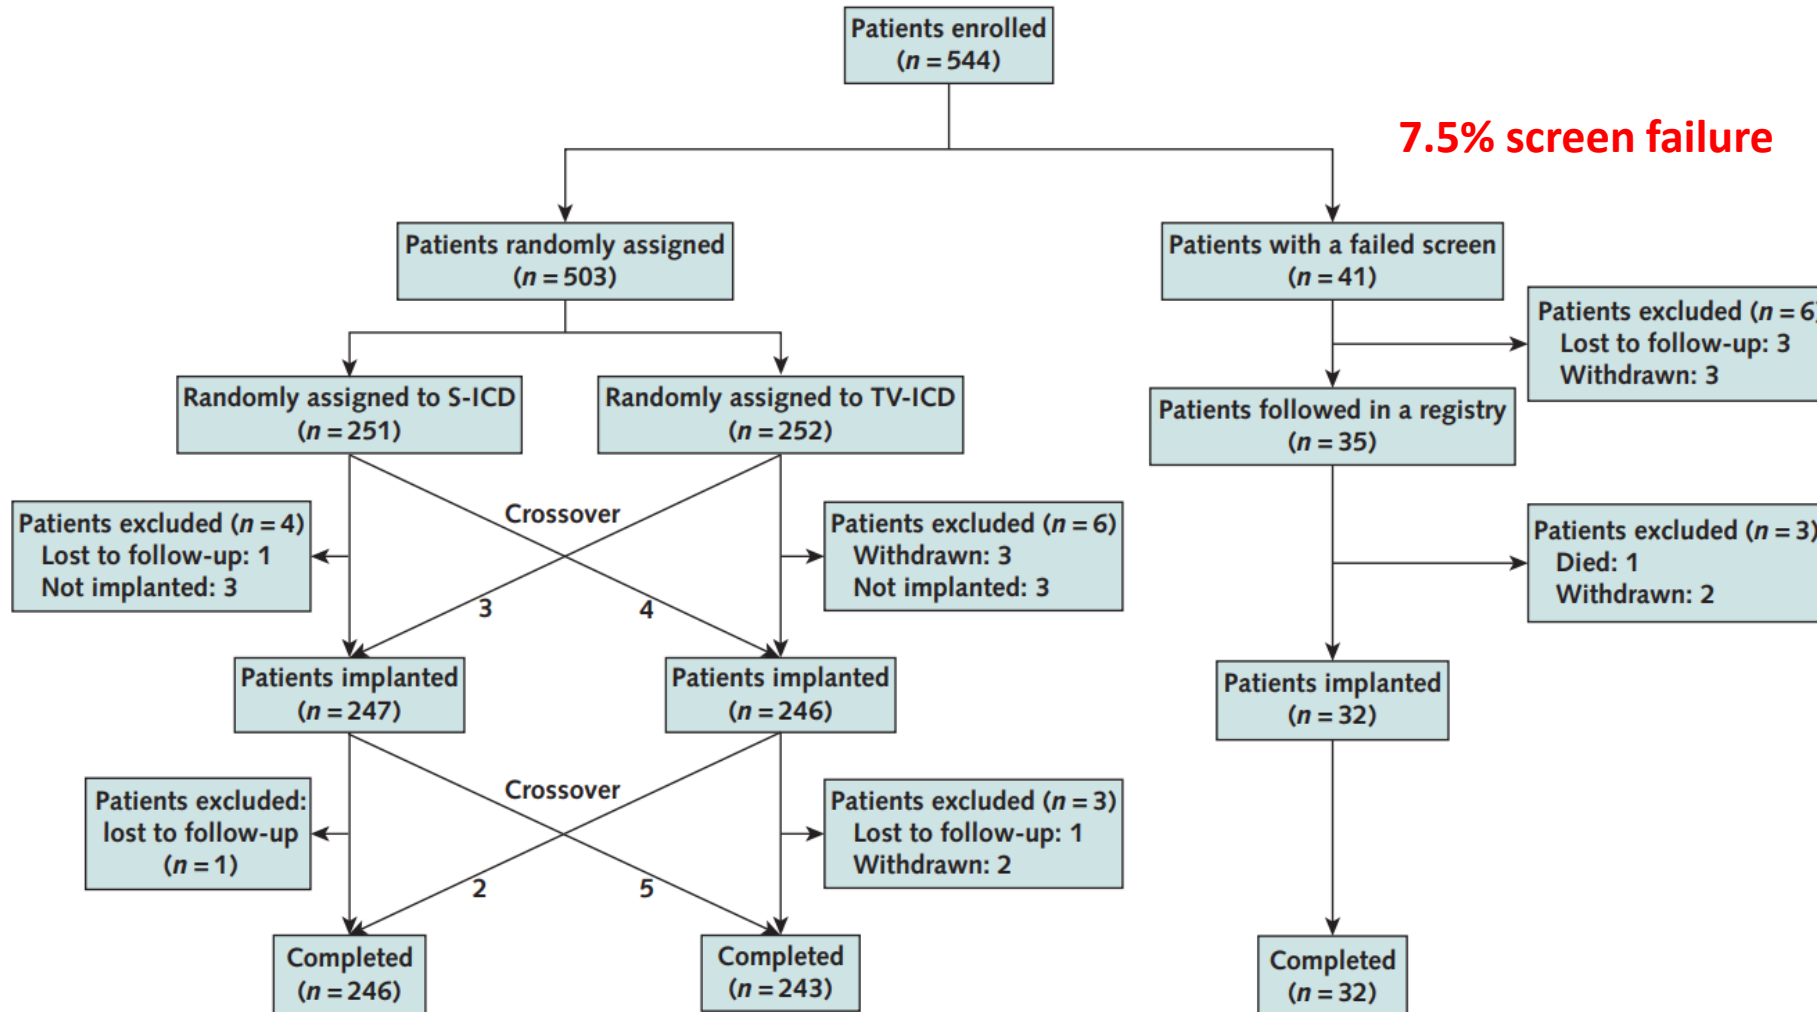 Patients enrolled
(n = 544)
7.5% screen failure
Patients randomly assigned
(n = 503)
Patients with a failed screen
(n = 41)
Patients excluded (n = 6)
Lost to follow-up: 3
Withdrawn: 3
Randomly assigned to S-ICD
(n = 251)
Randomly assigned to TV-ICD
(n = 252)
Patients followed in a registry
(n = 35)
Patients excluded (n = 4)
Lost to follow-up: 1
Not implanted: 3
Crossover
Patients excluded (n = 6)
Withdrawn: 3
Not implanted: 3
Patients excluded (n = 3)
Died: 1
Withdrawn: 2
3
4
Patients implanted
(n = 247)
Patients implanted
(n = 246)
Patients implanted
(n = 32)
Patients excluded:
lost to follow-up
(n = 1)
Crossover
Patients excluded (n = 3)
Lost to follow-up: 1
Withdrawn: 2
2
5
Completed
(n = 246)
Completed
(n = 243)
Completed
(n = 32)